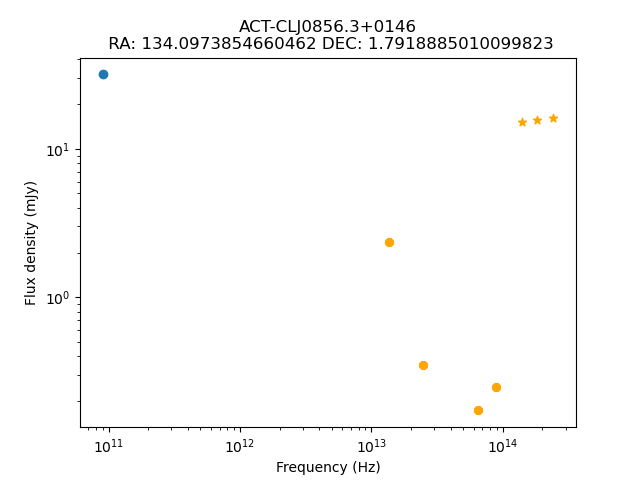 ACT-CLJ0856.3+0146
RA: 134.0973854660462 DEC: 1.7918885010099823
Flux density (mJy)
10¹
10⁰
10¹¹ 10¹² 10¹³ 10¹⁴
Frequency (Hz)